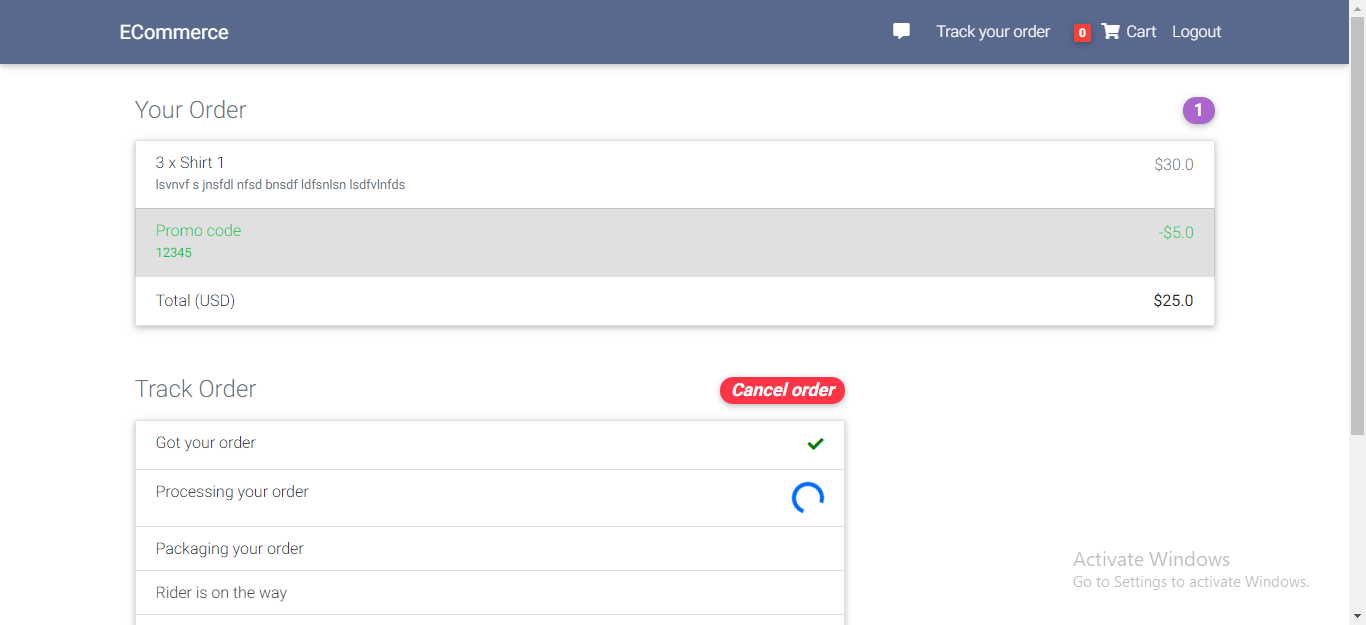 ECommerce
Track your order
0
Cart
Logout
Your Order
1
3 x Shirt 1
$30.0
lsvnvf s jnsfdl nfsd bnsdf ldfsnlsn lsdfvlnfds
Promo code
-$5.0
12345
Total (USD)
$25.0
Track Order
Cancel order
Got your order
Processing your order
Packaging your order
Rider is on the way
Activate Windows
Go to Settings to activate Windows.